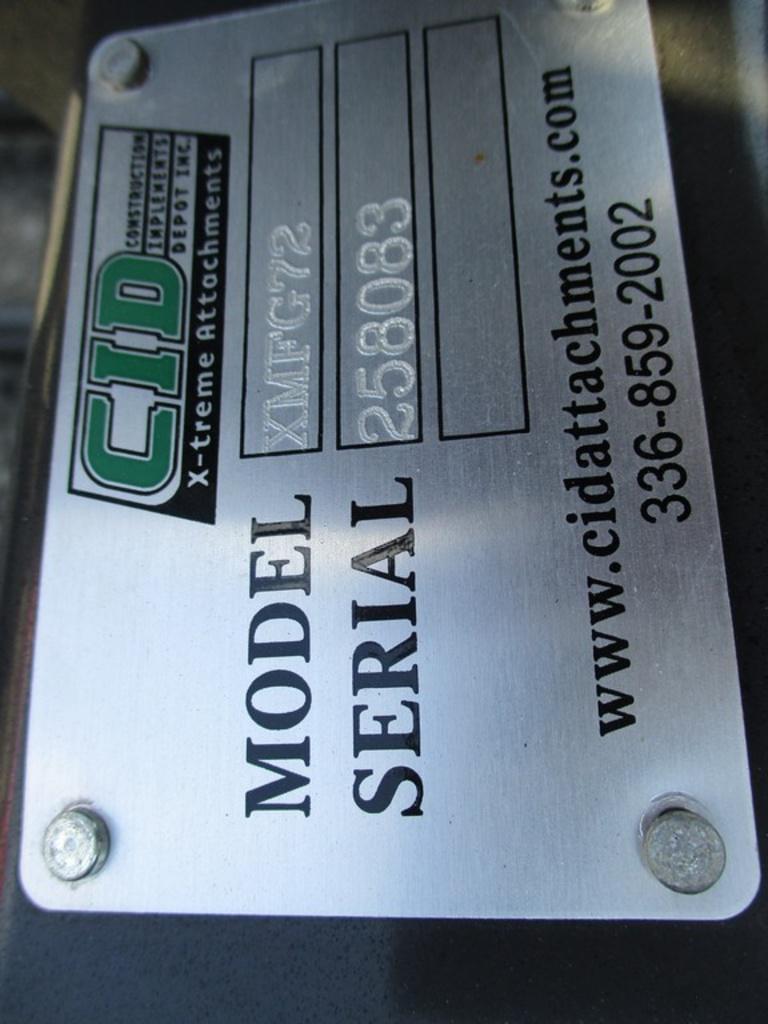 CID
CONSTRUCTION
IMPLEMENTS
DEPOT INC.
X-treme Attachments
MODEL XMFG72
SERIAL 258083
www.cidattachments.com
336-859-2002